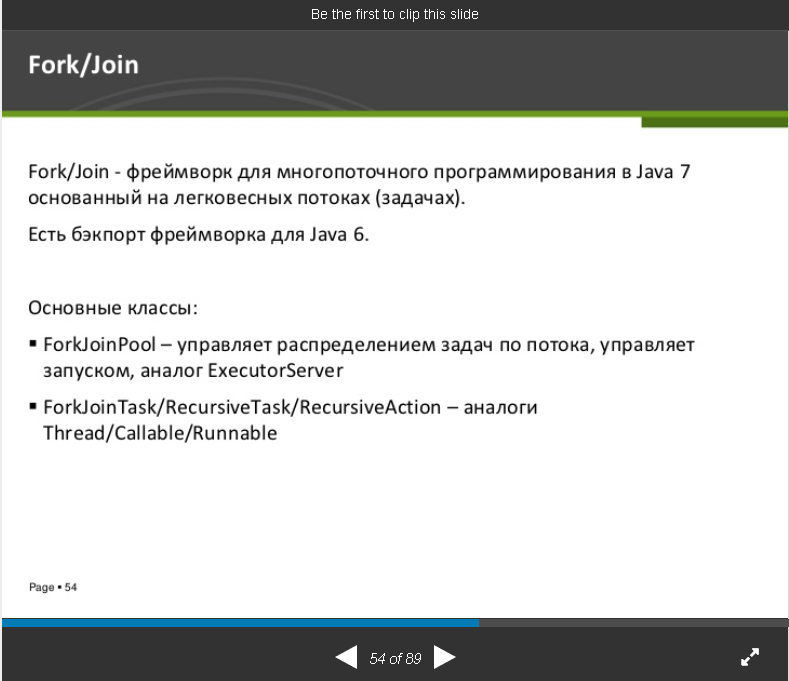 Be the first to clip this slide
Fork/Join
Fork/Join - фреймворк для многопоточного программирования в Java 7
основанный на легковесных потоках (задачах).
Есть бэкпорт фреймворка для Java 6.
Основные классы:
▪ ForkJoinPool – управляет распределением задач по потока, управляет
запуском, аналог ExecutorServer
▪ ForkJoinTask/RecursiveTask/RecursiveAction – аналоги
Thread/Callable/Runnable
Page ▪ 54
54 of 89